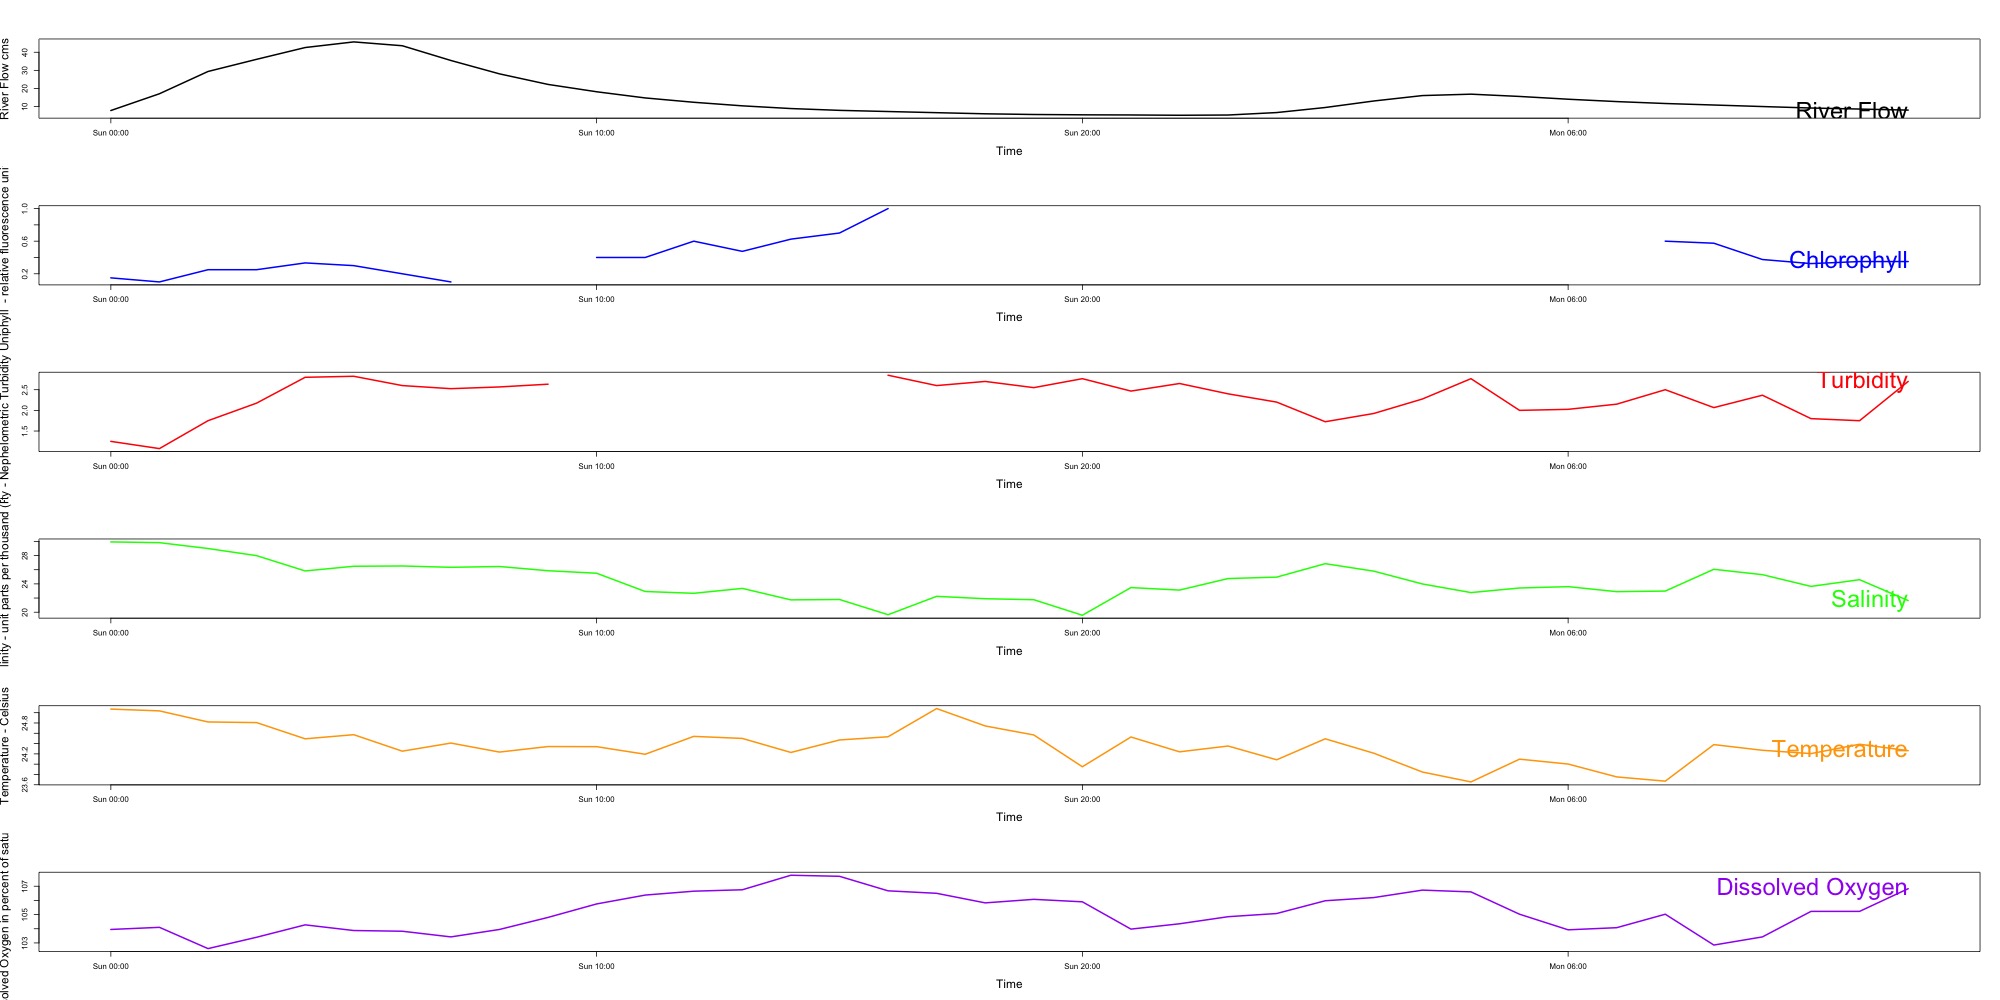 River Flow cms
40
30
20
10
River Flow
Sun 00:00 Sun 10:00 Sun 20:00 Mon 06:00
Time
phyll - relative fluorescence uni
1.0
0.6
0.2
Chlorophyll
Sun 00:00 Sun 10:00 Sun 20:00 Mon 06:00
Time
ty - Nephelometric Turbidity Uni
2.5
2.0
1.5
Turbidity
Sun 00:00 Sun 10:00 Sun 20:00 Mon 06:00
Time
linity - unit parts per thousand (
28
24
20
Salinity
Sun 00:00 Sun 10:00 Sun 20:00 Mon 06:00
Time
Temperature - Celsius
24.8
24.2
23.6
Temperature
Sun 00:00 Sun 10:00 Sun 20:00 Mon 06:00
Time
olved Oxygen in percent of satu
107
105
103
Dissolved Oxygen
Sun 00:00 Sun 10:00 Sun 20:00 Mon 06:00
Time